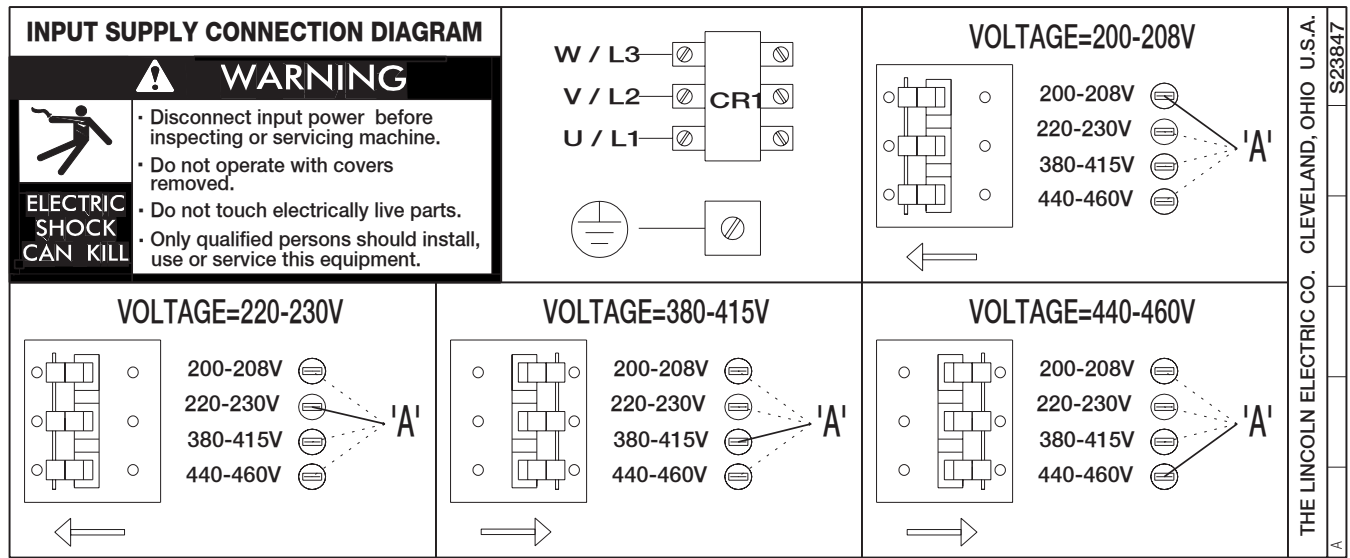 INPUT SUPPLY CONNECTION DIAGRAM
WARNING
· Disconnect input power before
inspecting or servicing machine.
· Do not operate with covers
removed.
· Do not touch electrically live parts.
· Only qualified persons should install,
use or service this equipment.
ELECTRIC
SHOCK
CAN KILL
W / L3
V / L2
U / L1
CR1
VOLTAGE=200-208V
200-208V
220-230V
380-415V
440-460V
'A'
VOLTAGE=220-230V
200-208V
220-230V
380-415V
440-460V
'A'
VOLTAGE=380-415V
200-208V
220-230V
380-415V
440-460V
'A'
VOLTAGE=440-460V
200-208V
220-230V
380-415V
440-460V
'A'
THE LINCOLN ELECTRIC CO. CLEVELAND, OHIO U.S.A.
S23847
A